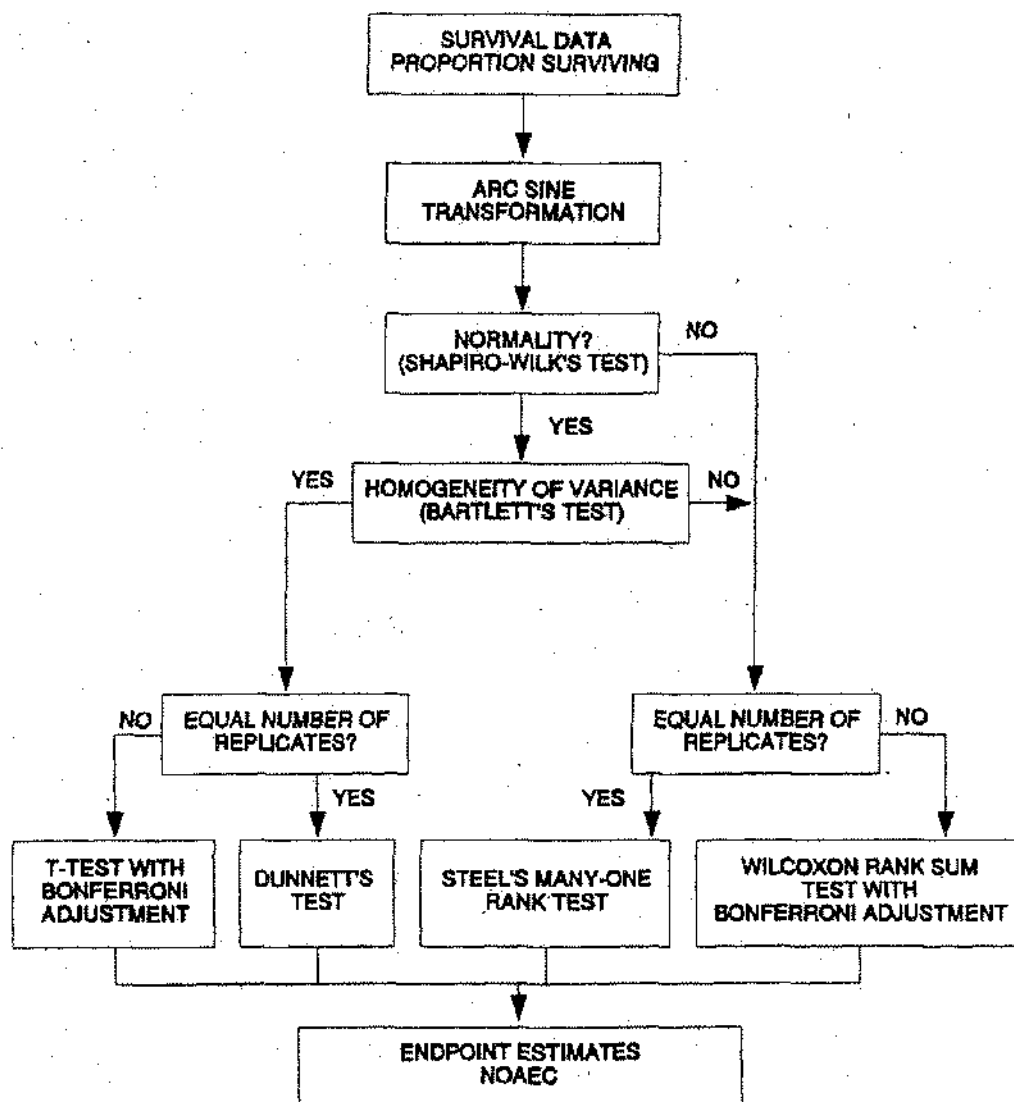 SURVIVAL DATA
PROPORTION SURVIVING
ARC SINE
TRANSFORMATION
NORMALITY?
(SHAPIRO-WILK'S TEST)
NO
YES
YES
HOMOGENEITY OF VARIANCE
(BARTLETT'S TEST)
NO
NO
EQUAL NUMBER OF
REPLICATES?
EQUAL NUMBER OF
REPLICATES?
NO
YES
YES
T-TEST WITH
BONFERRONI
ADJUSTMENT
DUNNETT'S
TEST
STEEL'S MANY-ONE
RANK TEST
WILCOXON RANK SUM
TEST WITH
BONFERRONI ADJUSTMENT
ENDPOINT ESTIMATES
NOAEC